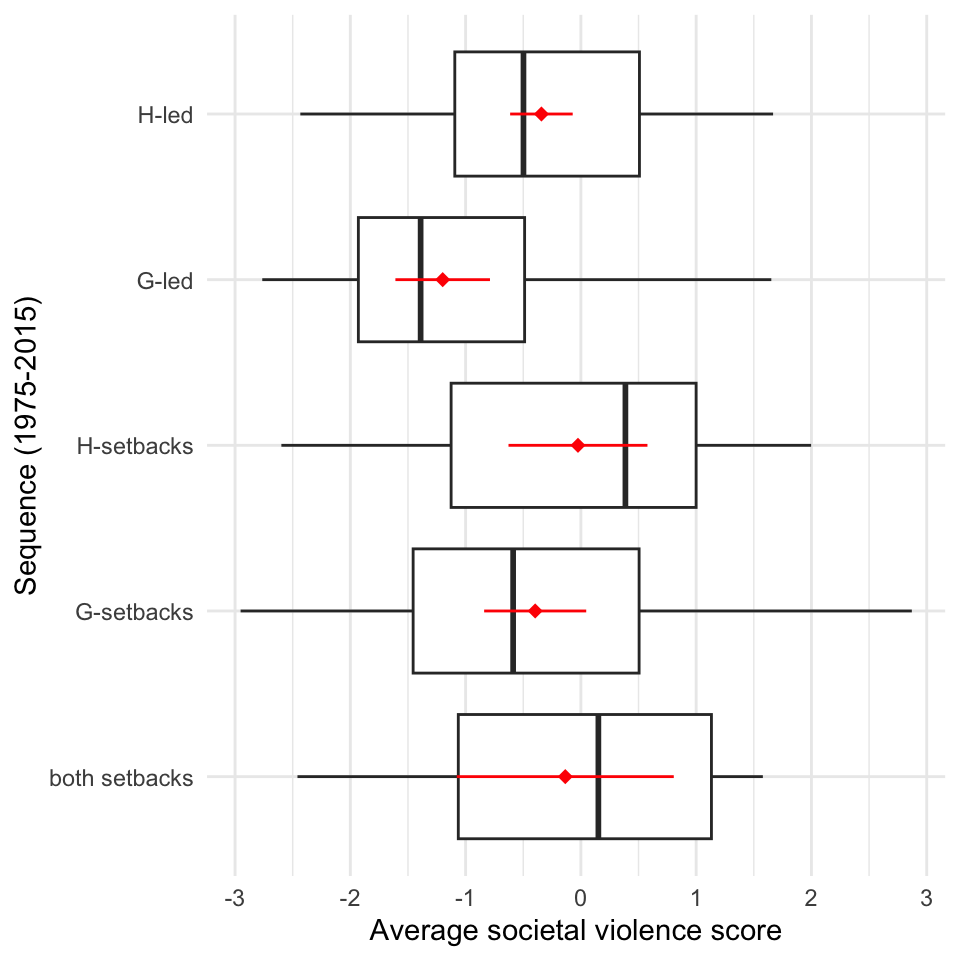 H-led
G-led
H-setbacks
G-setbacks
both setbacks
Sequence (1975-2015)
-3 -2 -1 0 1 2 3
Average societal violence score